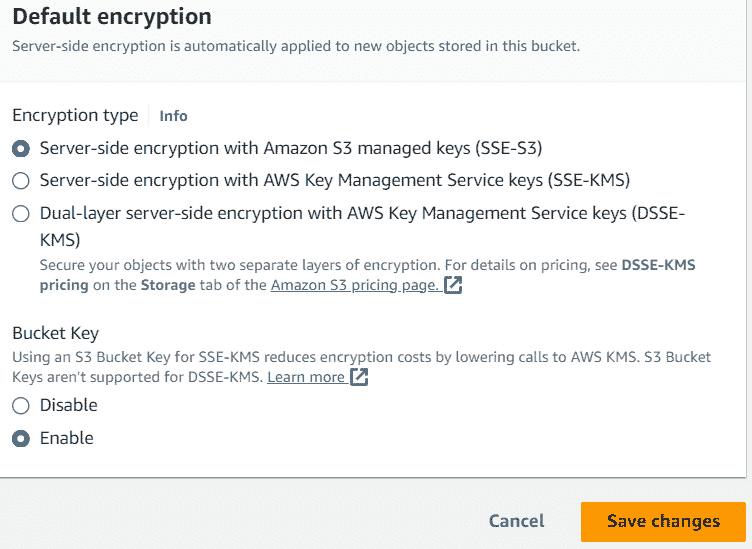 Default encryption
Server-side encryption is automatically applied to new objects stored in this bucket.
Encryption type
Info
Server-side encryption with Amazon S3 managed keys (SSE-S3)
Server-side encryption with AWS Key Management Service keys (SSE-KMS)
Dual-layer server-side encryption with AWS Key Management Service keys (DSSE-
KMS)
Secure your objects with two separate layers of encryption. For details on pricing, see DSSE-KMS
pricing on the Storage tab of the Amazon S3 pricing page.
Bucket Key
Using an S3 Bucket Key for SSE-KMS reduces encryption costs by lowering calls to AWS KMS. S3 Bucket
Keys aren't supported for DSSE-KMS. Learn more
Disable
Enable
Cancel
Save changes